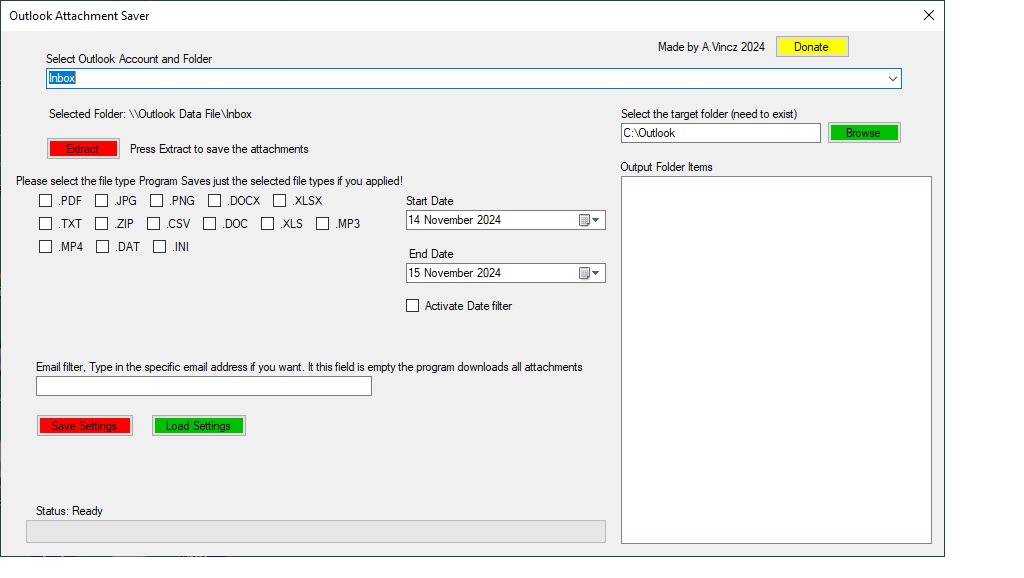 Outlook Attachment Saver
Made by A.Vincz 2024 Donate
Select Outlook Account and Folder
Inbox
Selected Folder: \\Outlook Data File\Inbox
Select the target folder (need to exist)
C:\Outlook Browse
Extract Press Extract to save the attachments
Output Folder Items
Please select the file type Program Saves just the selected file types if you applied!
.PDF .JPG .PNG .DOCX .XLSX
.TXT .ZIP .CSV .DOC .XLS .MP3
.MP4 .DAT .INI
Start Date
14 November 2024
End Date
15 November 2024
Activate Date filter
Email filter, Type in the specific email address if you want. It this field is empty the program downloads all attachments
Save Settings Load Settings
Status: Ready